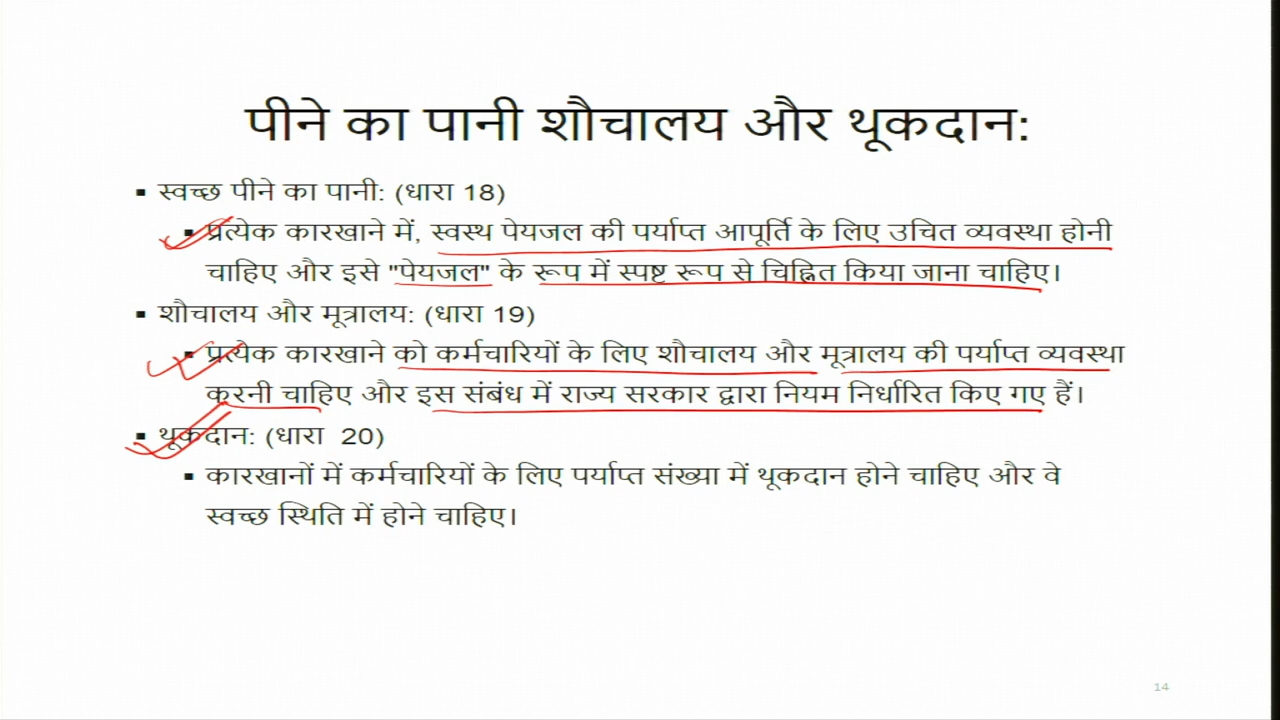 पीने का पानी शौचालय और थूकदान:
▪ स्वच्छ पीने का पानी: (धारा 18)
▪ प्रत्येक कारखाने में, स्वस्थ पेयजल की पर्याप्त आपूर्ति के लिए उचित व्यवस्था होनी
चाहिए और इसे "पेयजल" के रूप में स्पष्ट रूप से चिह्नित किया जाना चाहिए।
▪ शौचालय और मूत्रालय: (धारा 19)
▪ प्रत्येक कारखाने को कर्मचारियों के लिए शौचालय और मूत्रालय की पर्याप्त व्यवस्था
करनी चाहिए और इस संबंध में राज्य सरकार द्वारा नियम निर्धारित किए गए हैं।
▪ थूकदान: (धारा 20)
▪ कारखानों में कर्मचारियों के लिए पर्याप्त संख्या में थूकदान होने चाहिए और वे
स्वच्छ स्थिति में होने चाहिए।
14